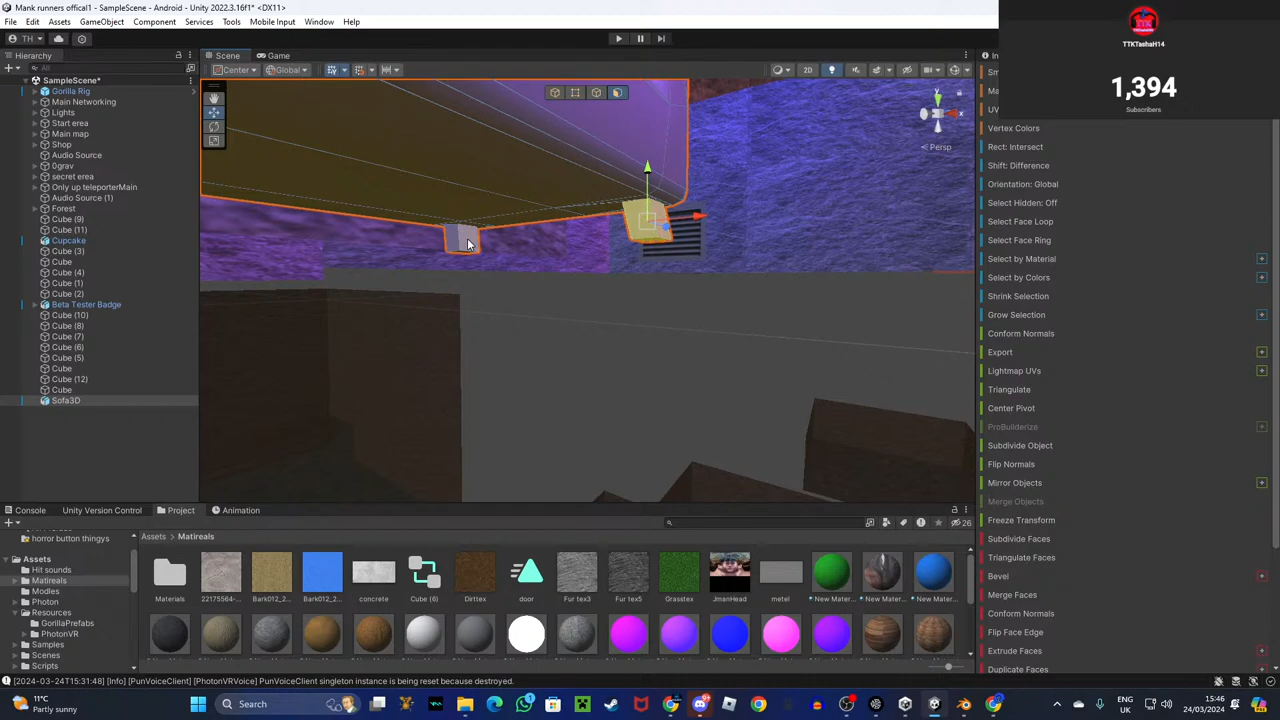 Mank runners offical1 - SampleScene - Android - Unity 2022.3.16f1* <DX11>
File Edit Assets GameObject Component Services Tools Mobile Input Window Help
TH
Hierarchy
All
SampleScene*
Gorilla Rig
Main Networking
Lights
Start erea
Main map
Shop
Audio Source
0grav
secret erea
Only up teleporterMain
Audio Source (1)
Forest
Cube (9)
Cube (11)
Cupcake
Cube (3)
Cube
Cube (4)
Cube (1)
Cube (2)
Beta Tester Badge
Cube (10)
Cube (8)
Cube (7)
Cube (6)
Cube (5)
Cube
Cube (12)
Cube
Sofa3D
Scene Game
Center Global
2D
y
x
Persp
TTKTashaH14
1,394
Subscribers
Vertex Colors
Rect: Intersect
Shift: Difference
Orientation: Global
Select Hidden: Off
Select Face Loop
Select Face Ring
Select by Material
Select by Colors
Shrink Selection
Grow Selection
Conform Normals
Export
Lightmap UVs
Triangulate
Center Pivot
ProBuilderize
Subdivide Object
Flip Normals
Mirror Objects
Merge Objects
Freeze Transform
Subdivide Faces
Triangulate Faces
Bevel
Merge Faces
Conform Normals
Flip Face Edge
Extrude Faces
Duplicate Faces
Console Unity Version Control Project Animation
26
horror button thingys
Assets
Hit sounds
Matireals
Modles
Photon
Resources
GorillaPrefabs
PhotonVR
Samples
Scenes
Scripts
Assets > Matireals
Materials 22175564-... Bark012_2... Bark012_2... concrete Cube (6) Dirttex door Fur tex3 Fur tex5 Grasstex JmanHead metel New Mater... New Mater... New Mater...
[2024-03-24T15:31:48] [Info] [PunVoiceClient] [PhotonVRVoice] PunVoiceClient singleton instance is being reset because destroyed.
11°C
Partly sunny
Search
ENG
UK
15:46
24/03/2024